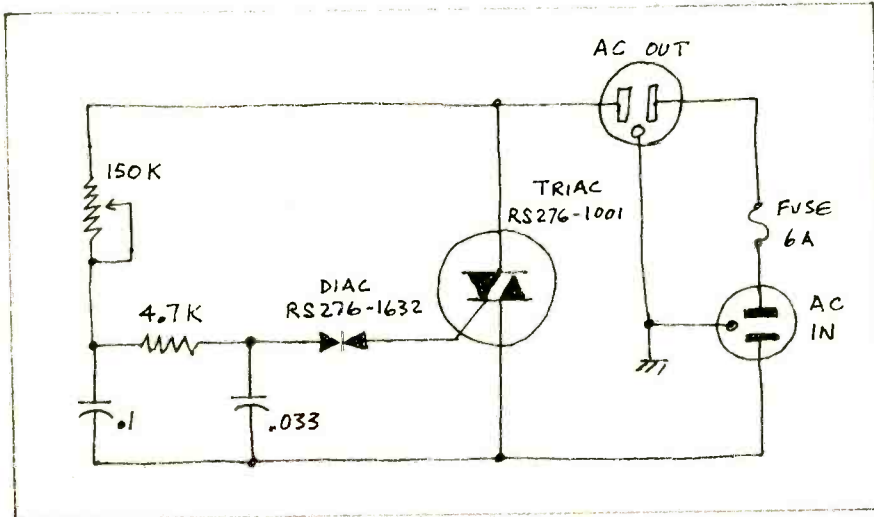 AC OUT
150K
TRIAC
RS276-1001
FUSE
6A
DIAC
RS276-1632
4.7K
AC
IN
.1
.033